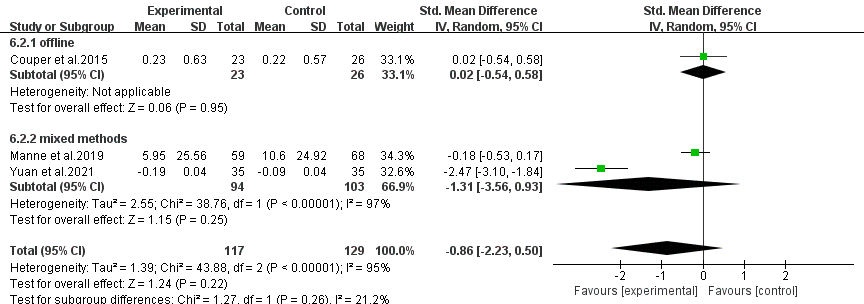 Experimental Control Std. Mean Difference Std. Mean Difference
Study or Subgroup Mean SD Total Mean SD Total Weight IV, Random, 95% CI IV, Random, 95% CI
6.2.1 offline
Couper et al.2015 0.23 0.63 23 0.22 0.57 26 33.1% 0.02 [-0.54, 0.58]
Subtotal (95% CI) 23 26 33.1% 0.02 [-0.54, 0.58]
Heterogeneity: Not applicable
Test for overall effect: Z = 0.06 (P = 0.95)
6.2.2 mixed methods
Manne et al.2019 5.95 25.56 59 10.6 24.92 68 34.3% -0.18 [-0.53, 0.17]
Yuan et al.2021 -0.19 0.04 35 -0.09 0.04 35 32.6% -2.47 [-3.10, -1.84]
Subtotal (95% CI) 94 103 66.9% -1.31 [-3.56, 0.93]
Heterogeneity: Tau² = 2.55; Chi² = 38.76, df = 1 (P < 0.00001); I² = 97%
Test for overall effect: Z = 1.15 (P = 0.25)
Total (95% CI) 117 129 100.0% -0.86 [-2.23, 0.50]
Heterogeneity: Tau² = 1.39; Chi² = 43.88, df = 2 (P < 0.00001); I² = 95%
Test for overall effect: Z = 1.24 (P = 0.22)
Test for subgroup differences: Chi² = 1.27, df = 1 (P = 0.26), I² = 21.2%
-2 -1 0 1 2
Favours [experimental] Favours [control]